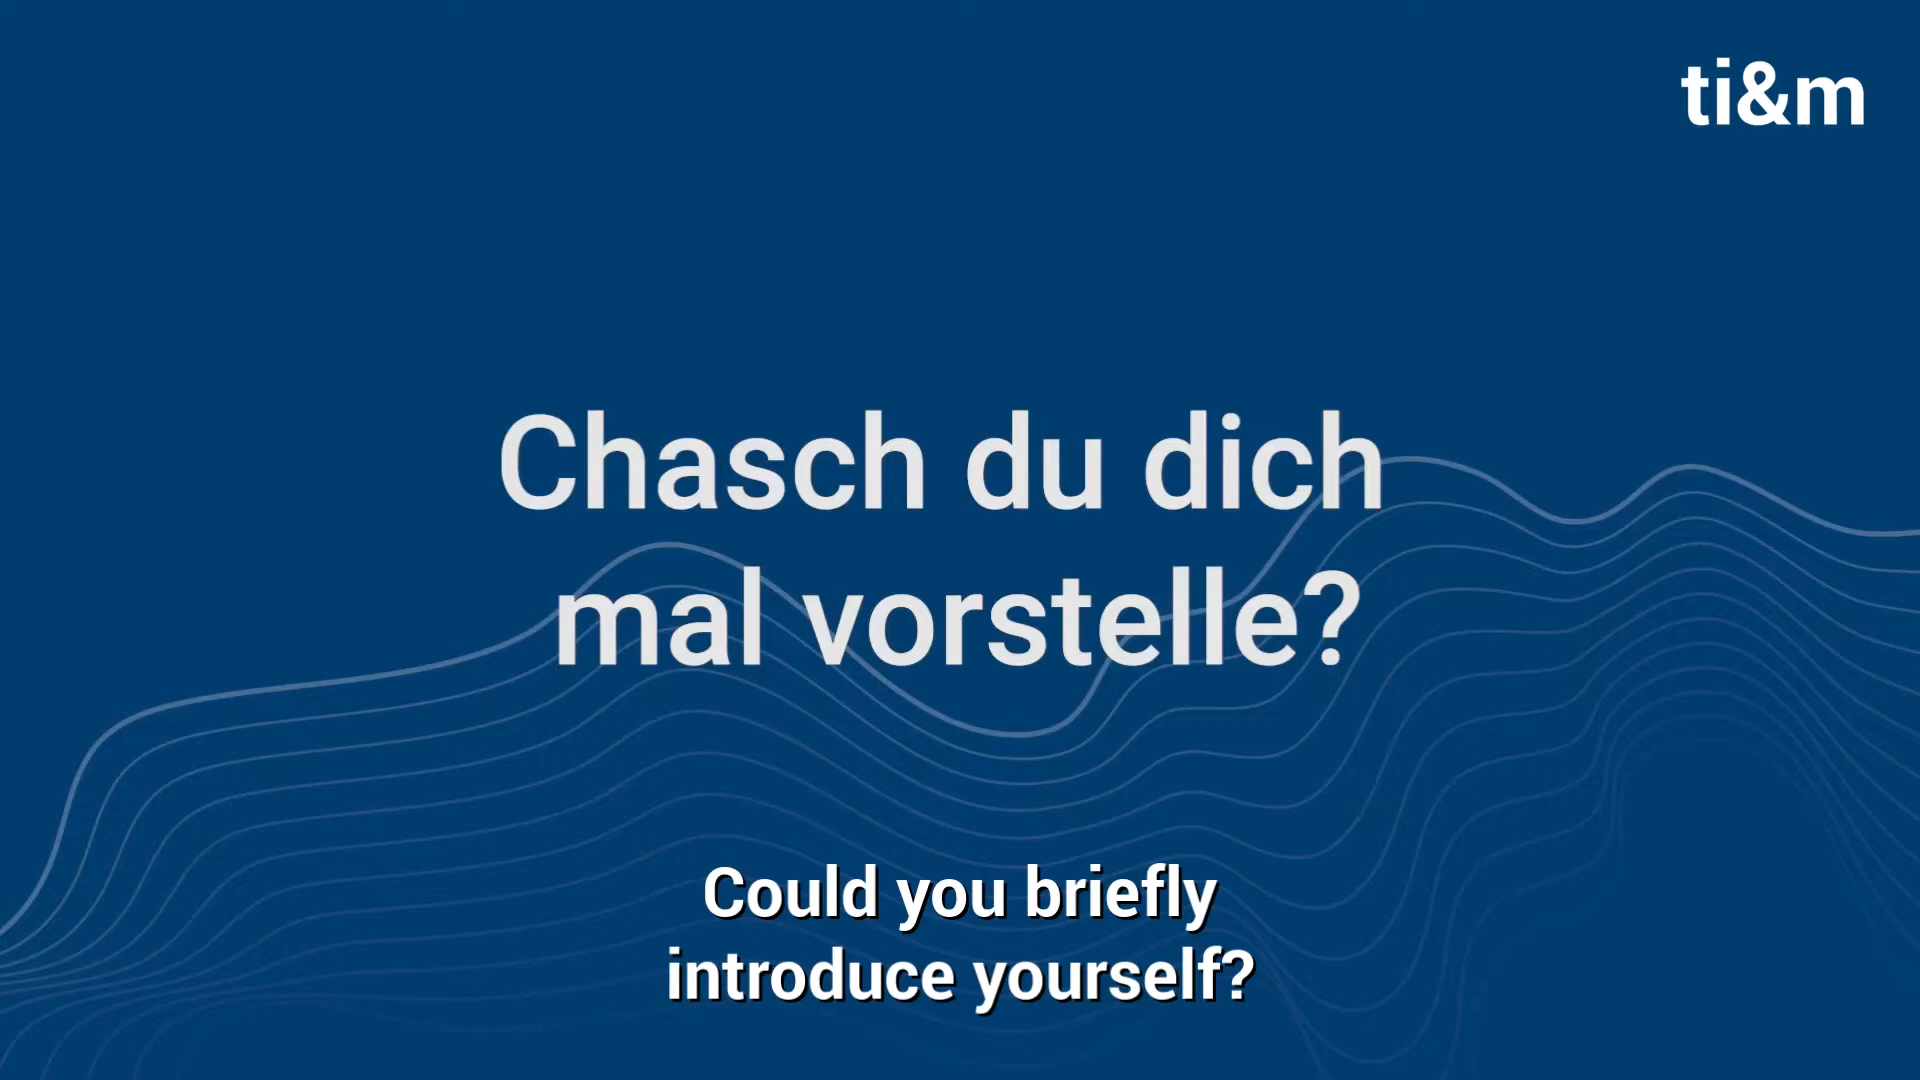 ti&m
Chasch du dich
mal vorstelle?
Could you briefly
introduce yourself?